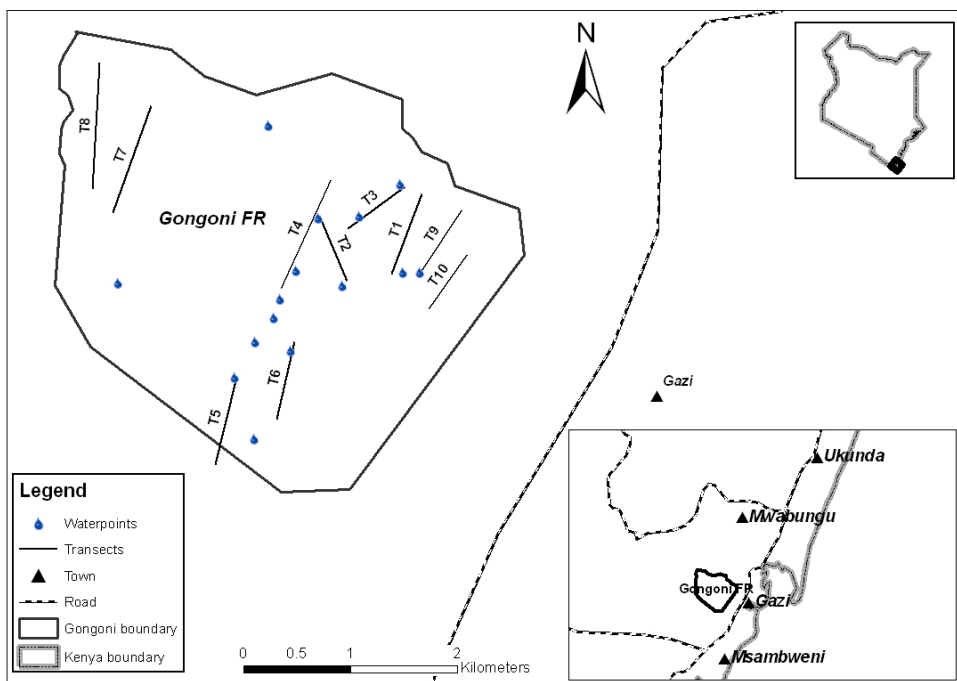 N
T8
T7
T3
Gongoni FR
T4
T1
T9
T2
T10
T6
T5
Gazi
Legend
Waterpoints
Transects
Town
Road
Gongoni boundary
Kenya boundary
0 0.5 1 2
Kilometers
Ukunda
Mwabungu
Gongoni FR
Gazi
Msambweni